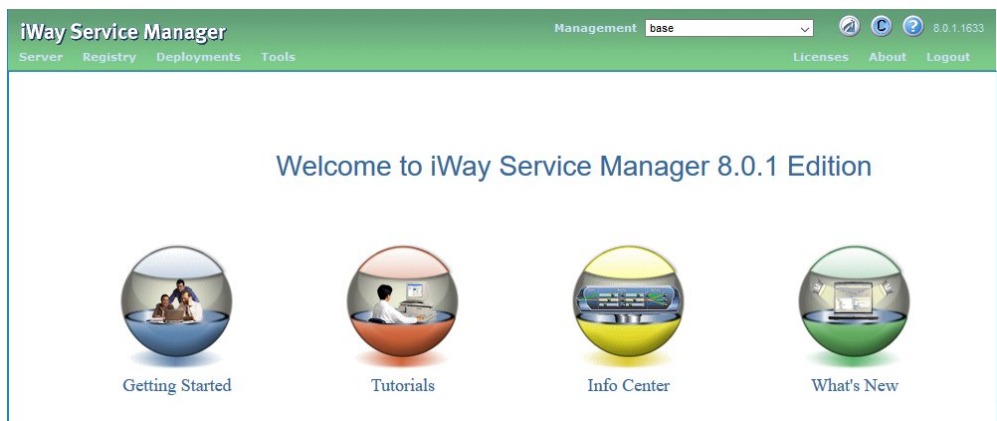 iWay Service Manager
Management base 8.0.1.1633
Server Registry Deployments Tools Licenses About Logout
Welcome to iWay Service Manager 8.0.1 Edition
Getting Started Tutorials Info Center What's New